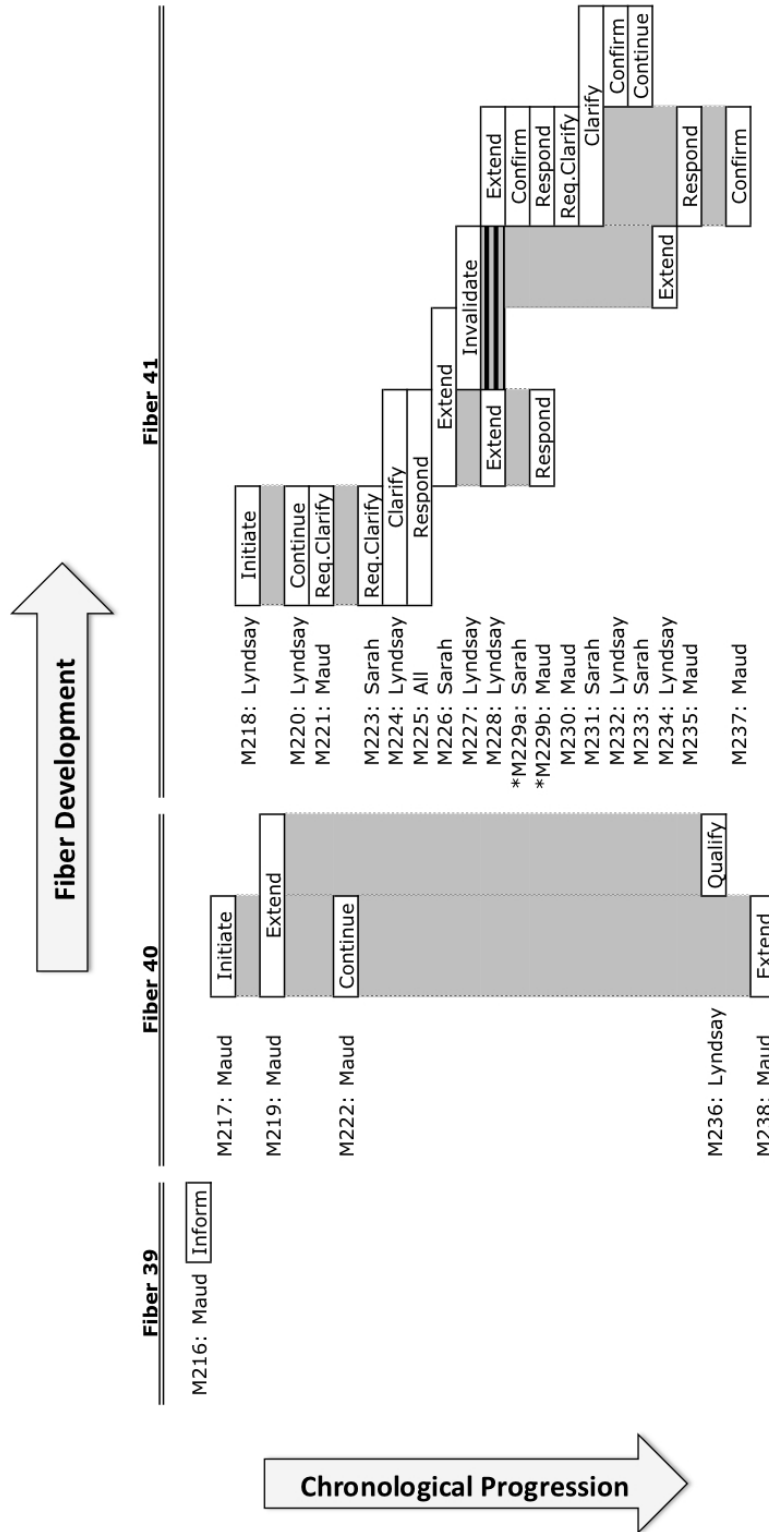 Fiber Development
Chronological Progression
Fiber 39
M216: Maud Inform
Fiber 40
M217: Maud Initiate
M219: Maud Extend
M222: Maud Continue
M236: Lyndsay Qualify
M238: Maud Extend
Fiber 41
M218: Lyndsay Initiate
M220: Lyndsay Continue
M221: Maud Req.Clarify
M223: Sarah Req.Clarify
M224: Lyndsay Clarify
M225: All Respond
M226: Sarah Extend
M227: Lyndsay Invalidate
M228: Lyndsay Extend Extend
*M229a: Sarah Confirm
*M229b: Maud Respond Respond
M230: Maud Req.Clarify
M231: Sarah Clarify
M232: Lyndsay Confirm
M233: Sarah Continue
M234: Lyndsay Extend
M235: Maud Respond
M237: Maud Confirm